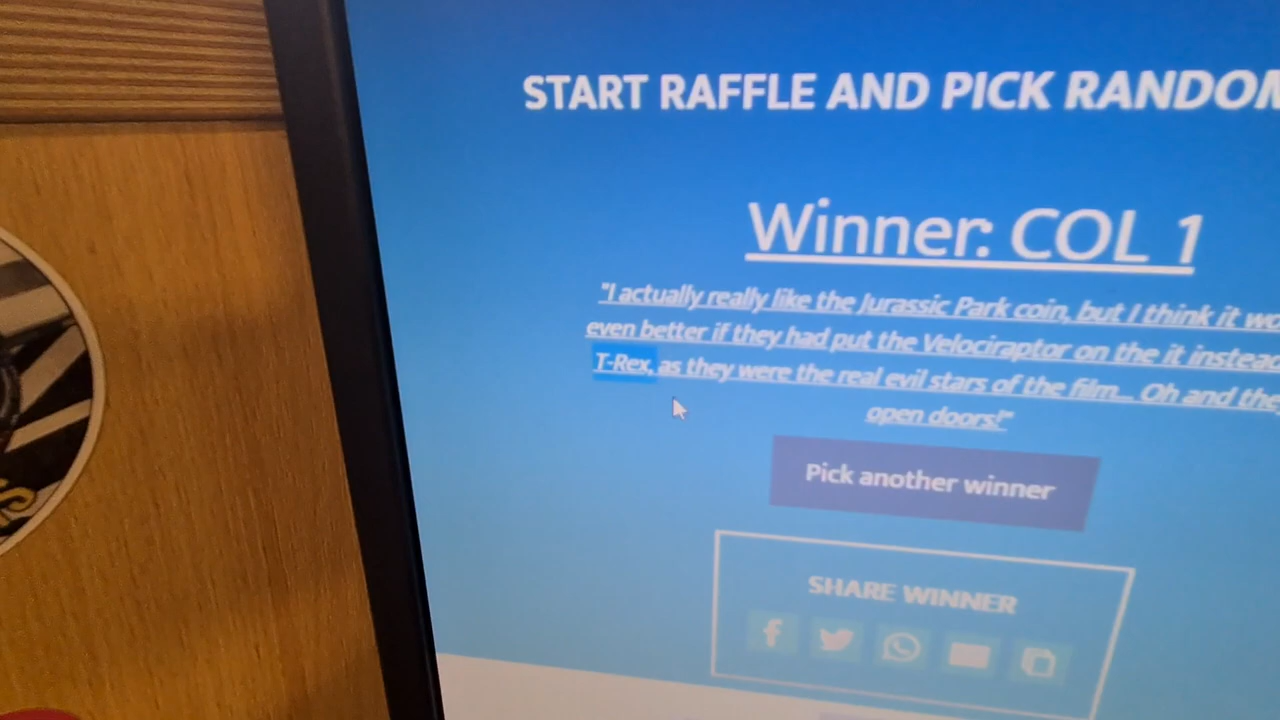 START RAFFLE AND PICK RANDOM
Winner: COL 1
"I actually really like the Jurassic Park coin, but I think it
even better if they had put the Velociraptor on the it instead
T-Rex, as they were the real evil stars of the film... Oh and
open doors!"
Pick another winner
SHARE WINNER